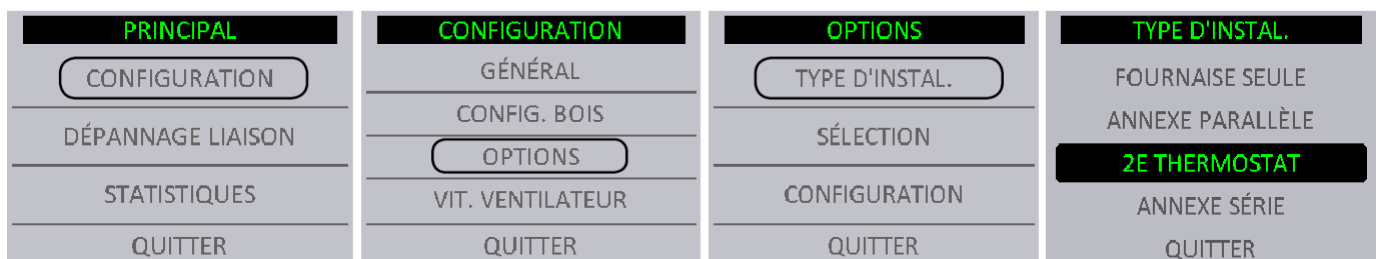 PRINCIPAL
CONFIGURATION
DÉPANNAGE LIAISON
STATISTIQUES
QUITTER
CONFIGURATION
GÉNÉRAL
CONFIG. BOIS
OPTIONS
VIT. VENTILATEUR
QUITTER
OPTIONS
TYPE D'INSTAL.
SÉLECTION
CONFIGURATION
QUITTER
TYPE D'INSTAL.
FOURNAISE SEULE
ANNEXE PARALLÈLE
2E THERMOSTAT
ANNEXE SÉRIE
QUITTER